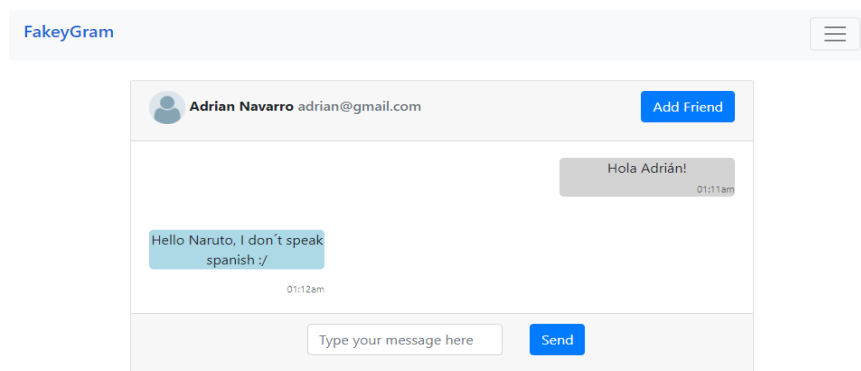 FakeyGram
Adrian Navarro adrian@gmail.com
Add Friend
Hola Adrián!
01:11am
Hello Naruto, I don´t speak
spanish :/
01:12am
Type your message here
Send